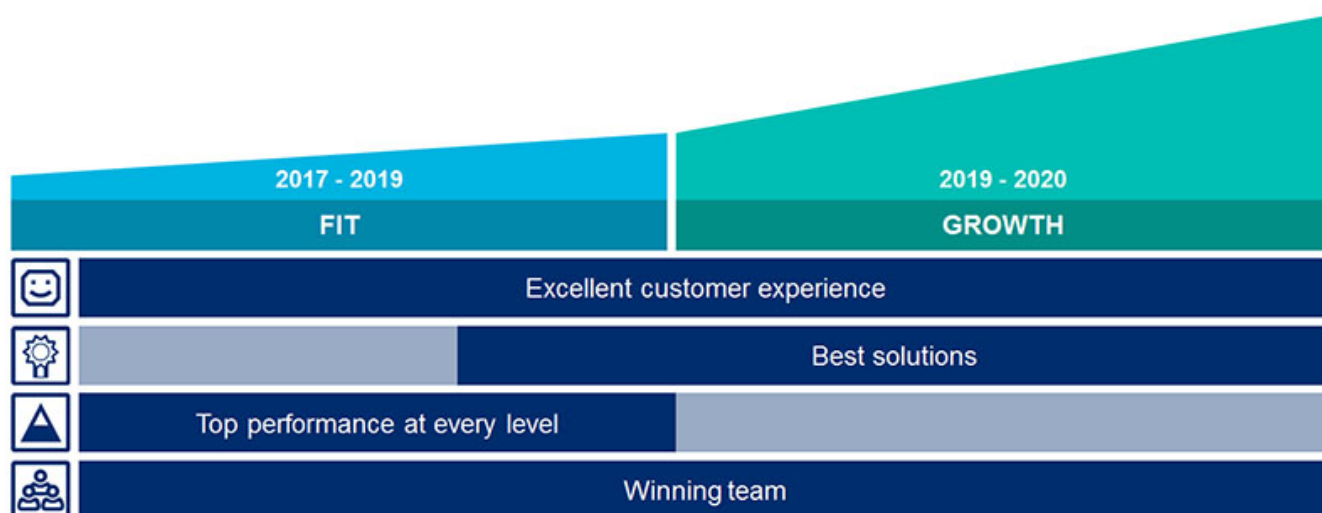 2017 - 2019
2019 - 2020
FIT
GROWTH
Excellent customer experience
Best solutions
Top performance at every level
Winning team